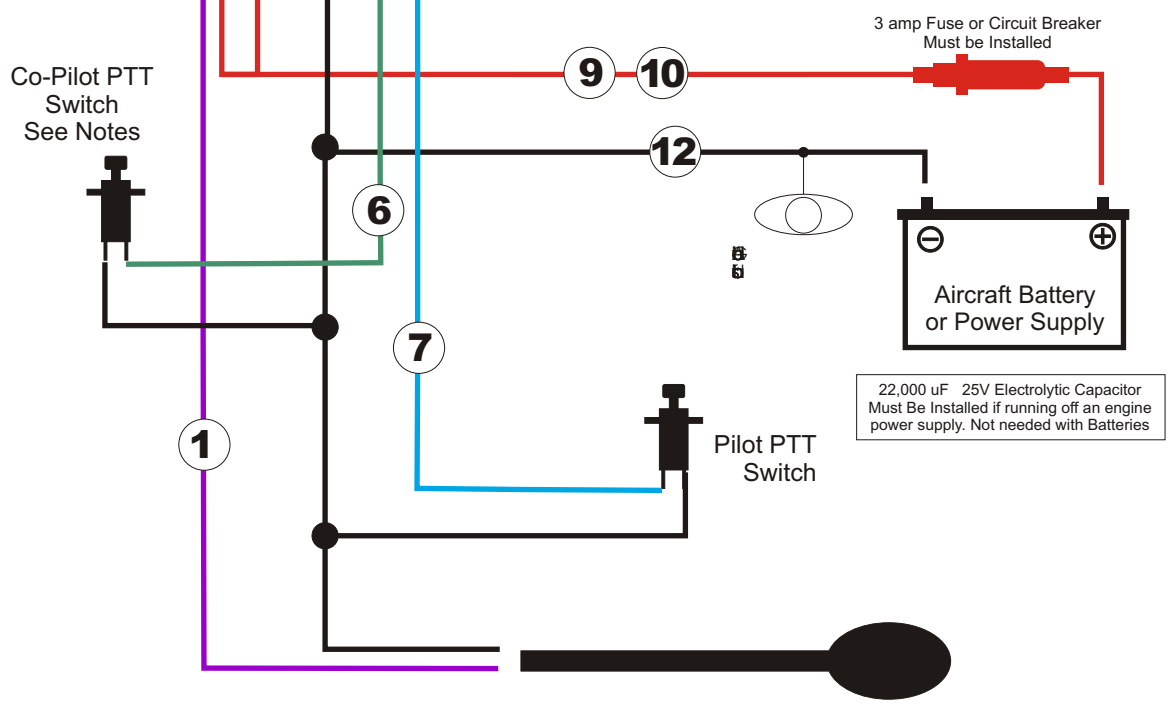 3 amp Fuse or Circuit Breaker
Must be Installed
Co-Pilot PTT
Switch
See Notes
9
10
12
6
−
+
Aircraft Battery
or Power Supply
7
22,000 uF 25V Electrolytic Capacitor
Must Be Installed if running off an engine
power supply. Not needed with Batteries
1
Pilot PTT
Switch